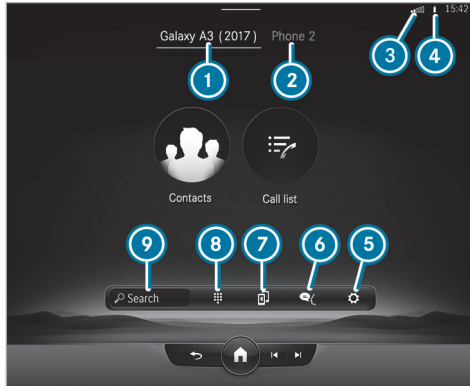 15:42
Galaxy A3 (2017) Phone 2
3 4
1 2
Contacts Call list
9 8 7 6 5
Search